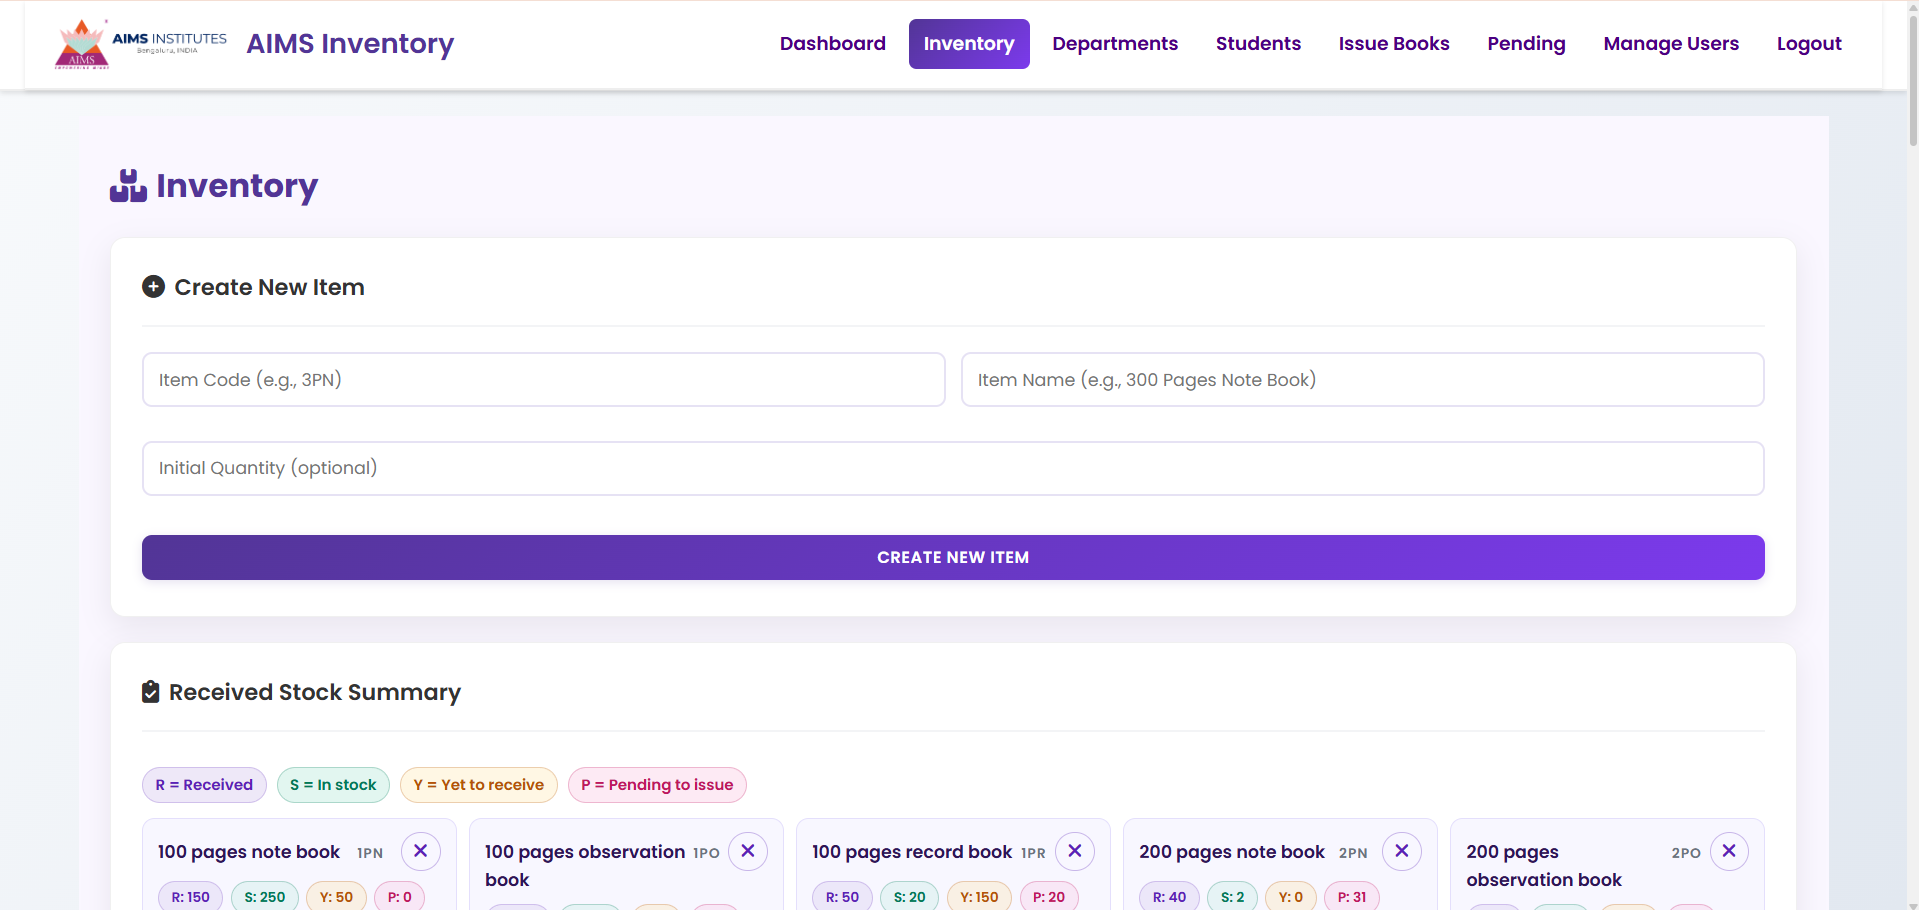 AIMS
AIMS INSTITUTES
Bengaluru, INDIA
AIMS Inventory
Dashboard
Inventory
Departments
Students
Issue Books
Pending
Manage Users
Logout
Inventory
Create New Item
Item Code (e.g., 3PN)
Item Name (e.g., 300 Pages Note Book)
Initial Quantity (optional)
CREATE NEW ITEM
Received Stock Summary
R = Received
S = In stock
Y = Yet to receive
P = Pending to issue
100 pages note book 1PN
R: 150 S: 250 Y: 50 P: 0
100 pages observation 1PO
book
100 pages record book 1PR
R: 50 S: 20 Y: 150 P: 20
200 pages note book 2PN
R: 40 S: 2 Y: 0 P: 31
200 pages 2PO
observation book